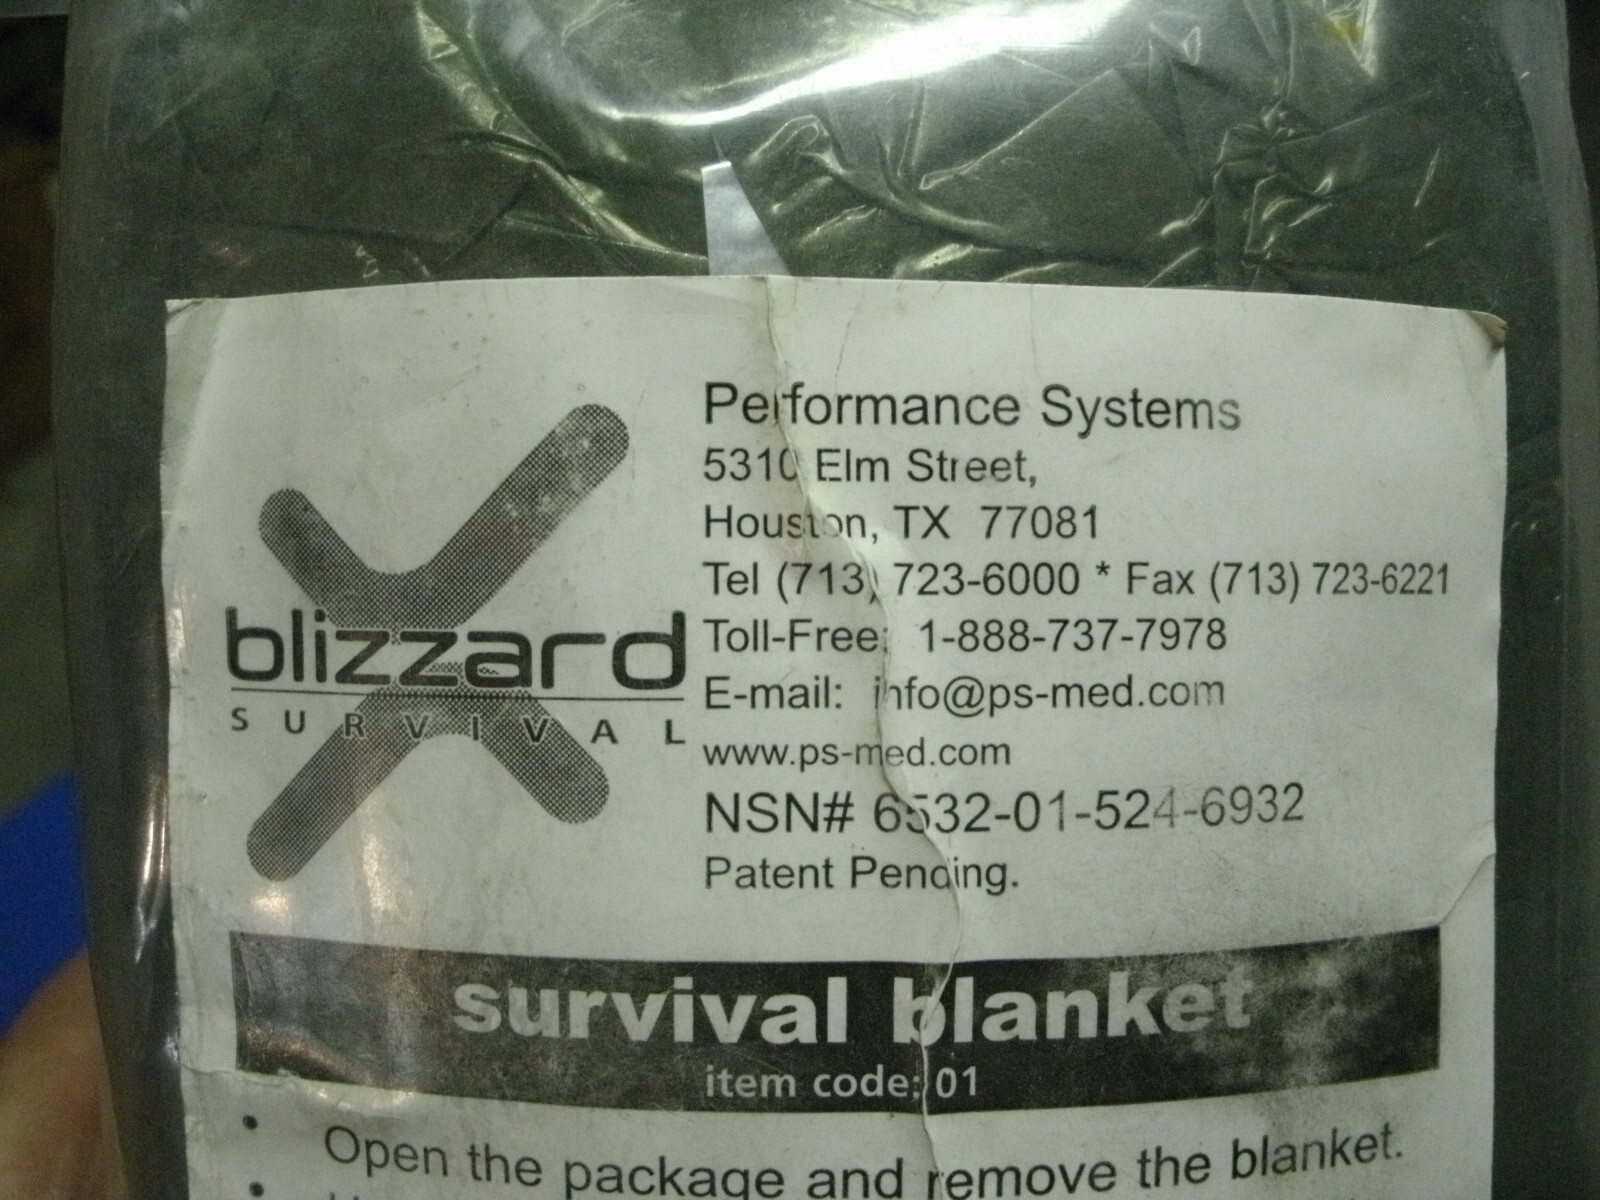 blizzard
SURVIVAL
Performance Systems
5310 Elm Street,
Houston, TX 77081
Tel (713) 723-6000 * Fax (713) 723-6221
Toll-Free: 1-888-737-7978
E-mail: info@ps-med.com
www.ps-med.com
NSN# 6532-01-524-6932
Patent Pending.
survival blanket
item code: 01
• Open the package and remove the blanket.